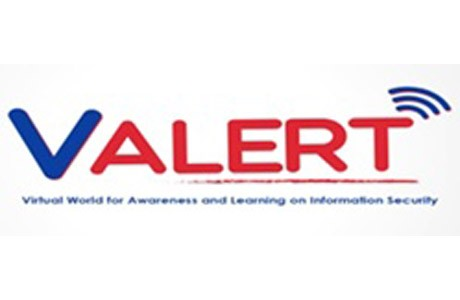 VALERT
Virtual World for Awareness and Learning on Information Security